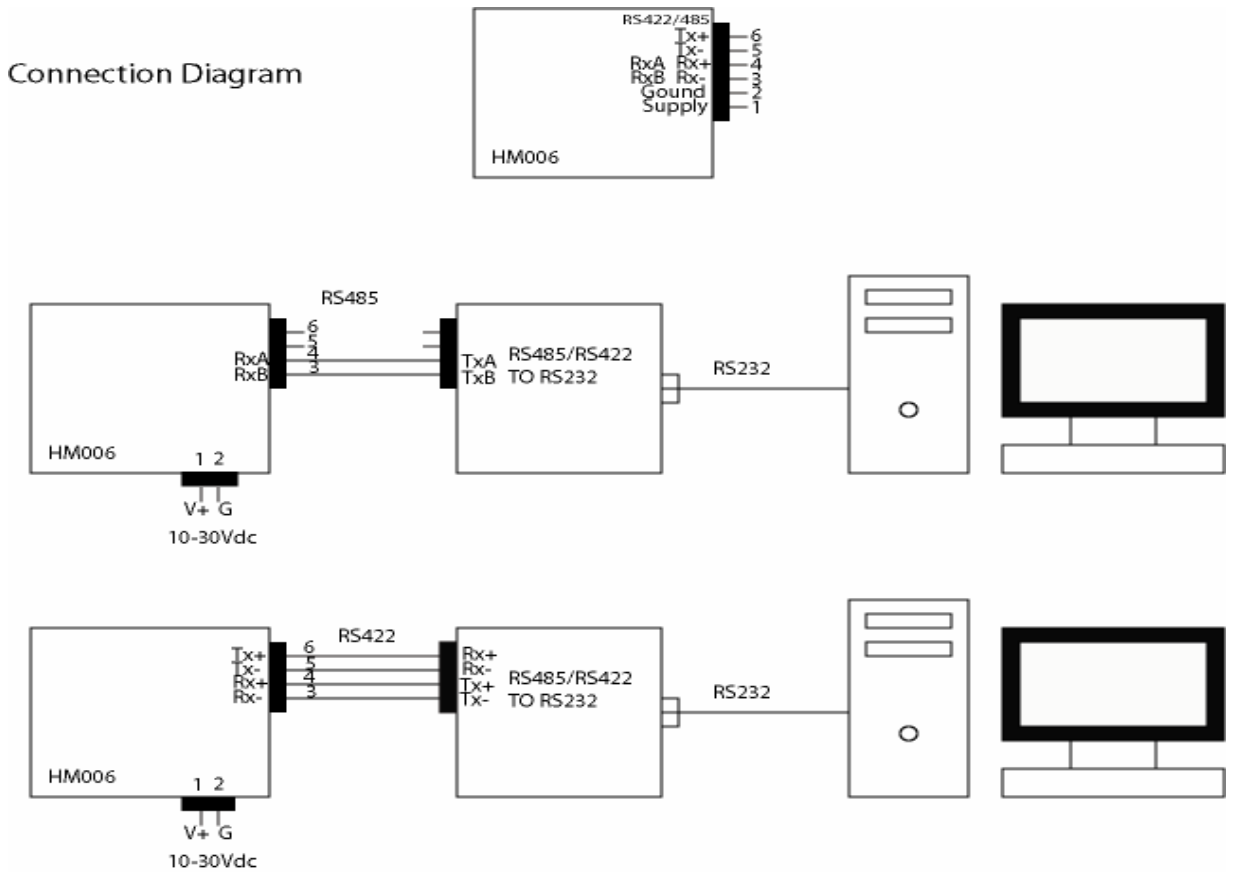 Connection Diagram
RS422/485
Tx+ 6
Tx- 5
RxA Rx+ 4
RxB Rx- 3
Gound 2
Supply 1
HM006
RS485
6
5
RxA 4
RxB 3
TxA
TxB
RS485/RS422
TO RS232
RS232
HM006
1 2
V+ G
10-30Vdc
RS422
Tx+ 6
Tx- 5
Rx+ 4
Rx- 3
Rx+
Rx-
Tx+
Tx-
RS485/RS422
TO RS232
RS232
HM006
1 2
V+ G
10-30Vdc